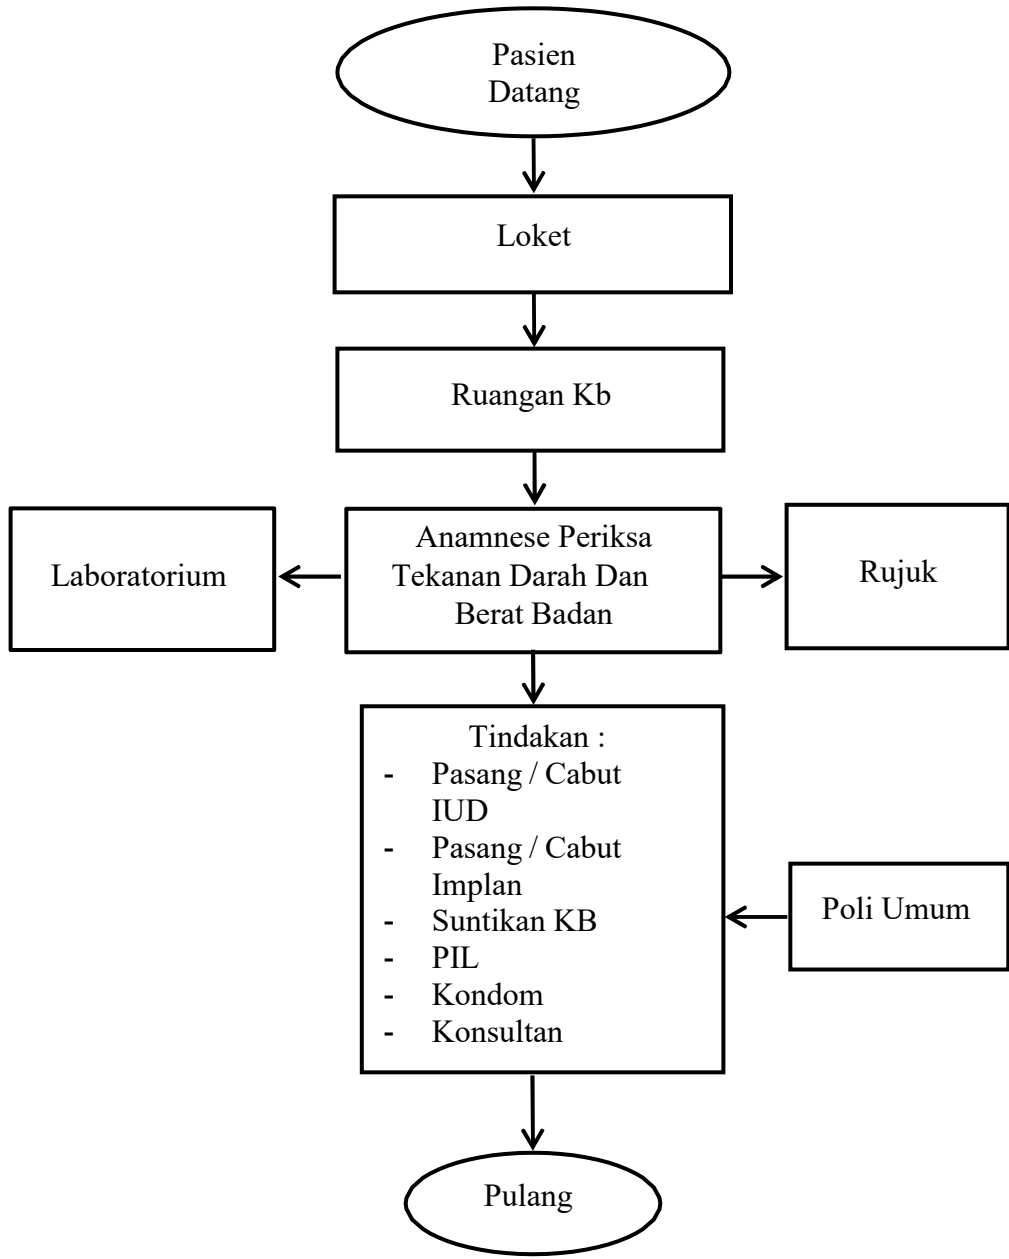 Pasien
Datang
Loket
Ruangan Kb
Laboratorium
Anamnese Periksa
Tekanan Darah Dan
Berat Badan
Rujuk
Tindakan :
- Pasang / Cabut
IUD
- Pasang / Cabut
Implan
- Suntikan KB
- PIL
- Kondom
- Konsultan
Poli Umum
Pulang